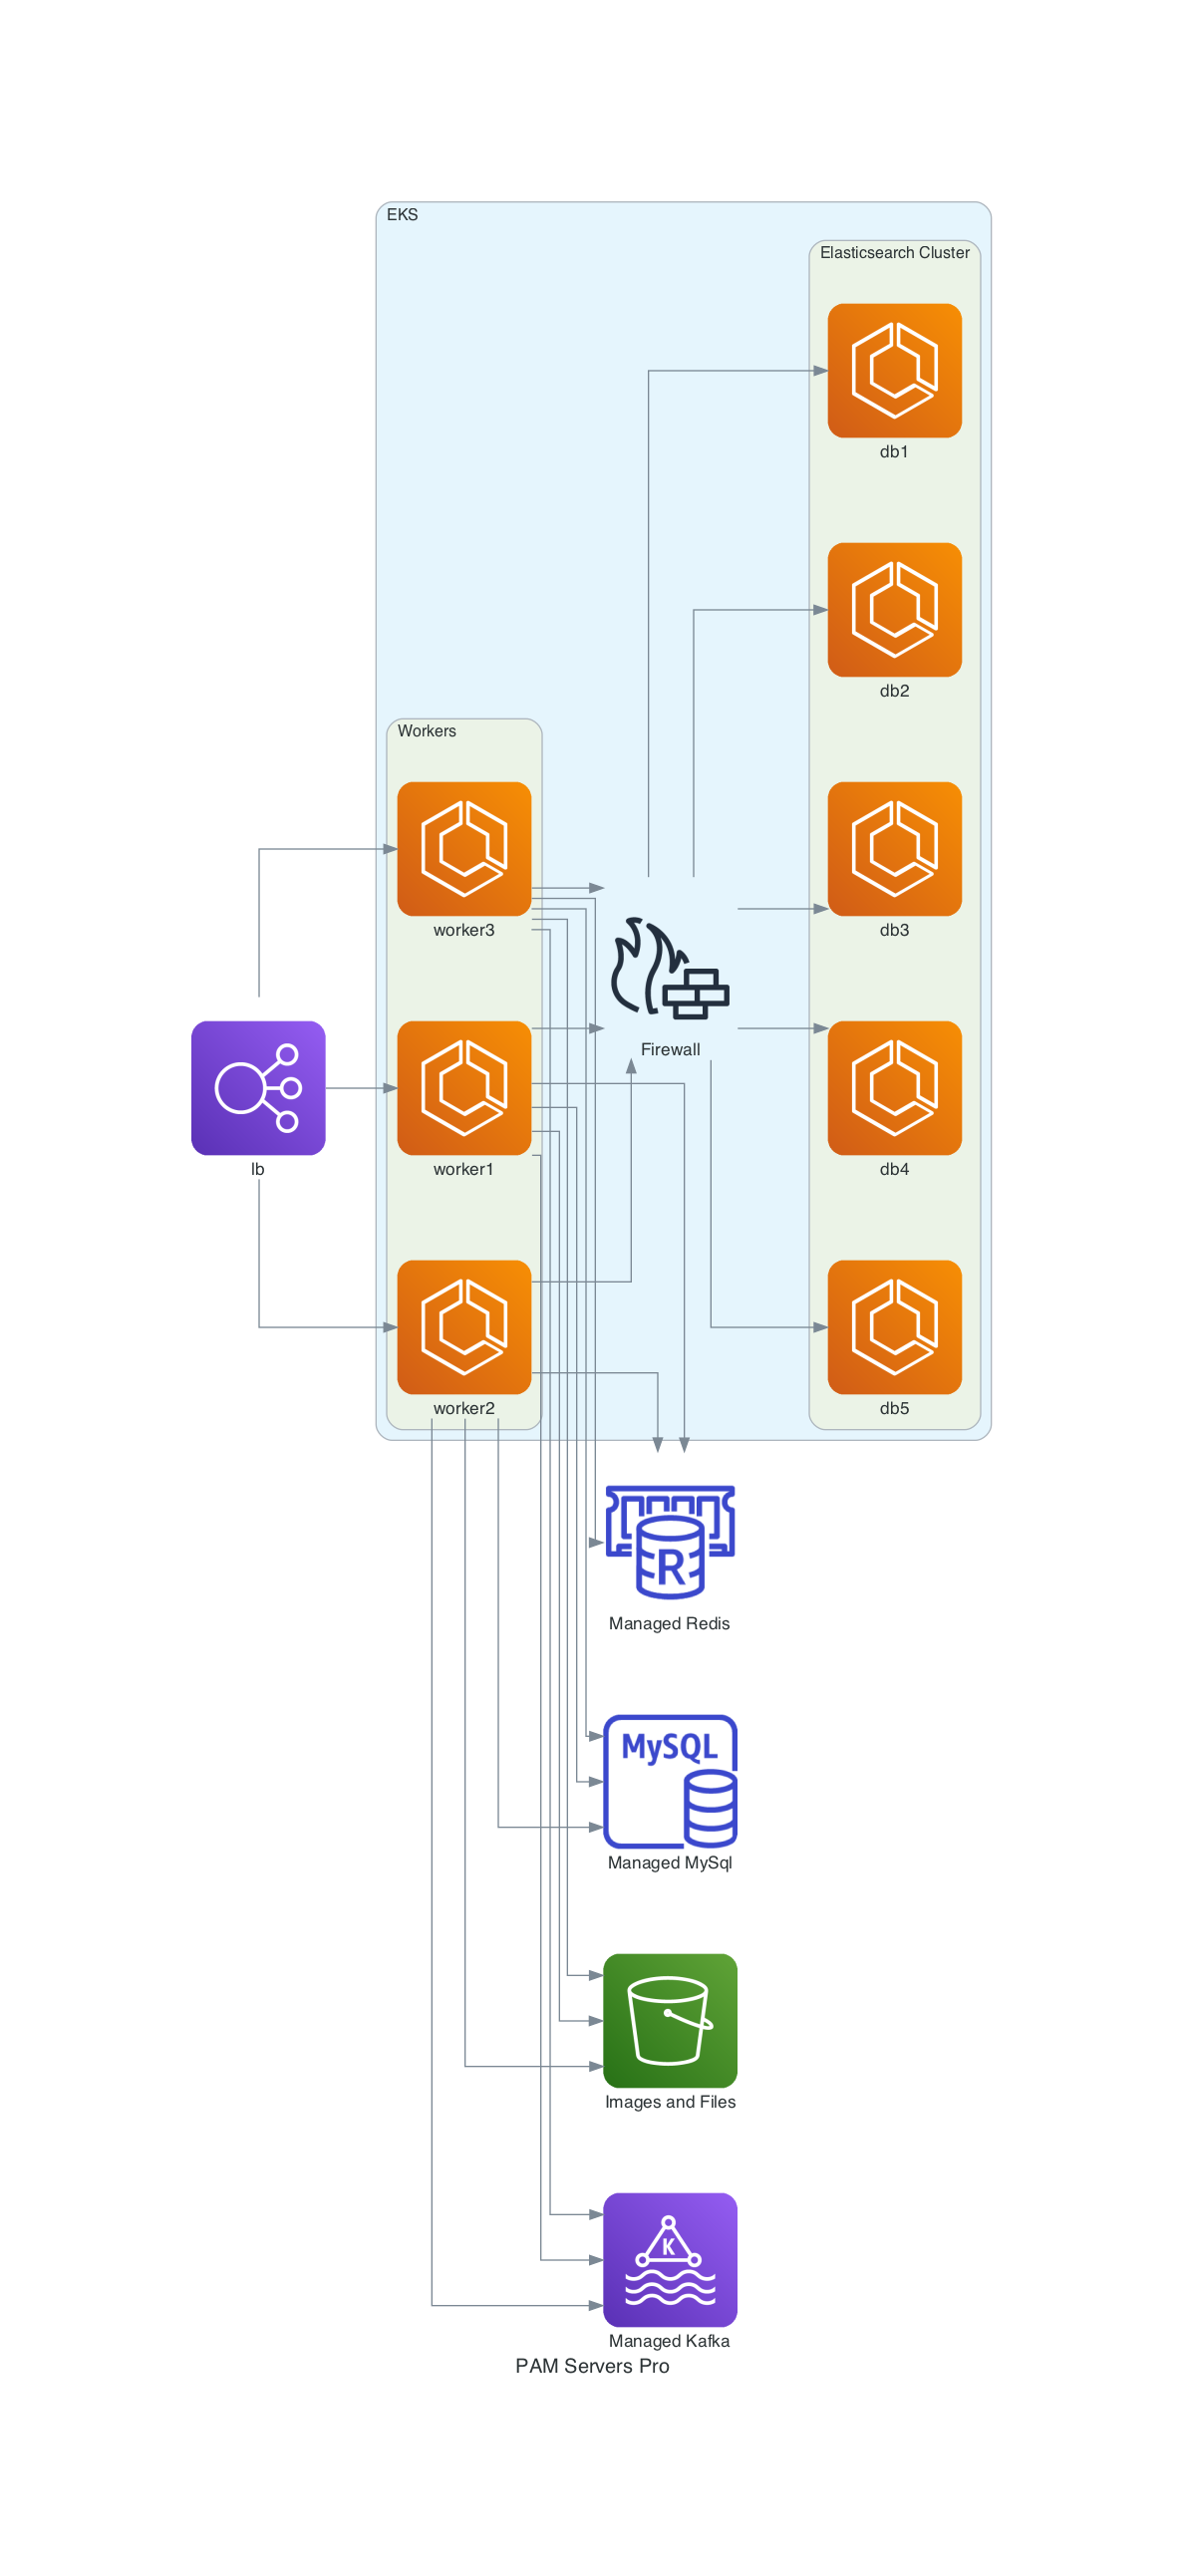 EKS
Elasticsearch Cluster
db1
db2
Workers
worker3
db3
Firewall
lb
worker1
db4
worker2
db5
R
Managed Redis
MySQL
Managed MySql
Images and Files
K
Managed Kafka
PAM Servers Pro